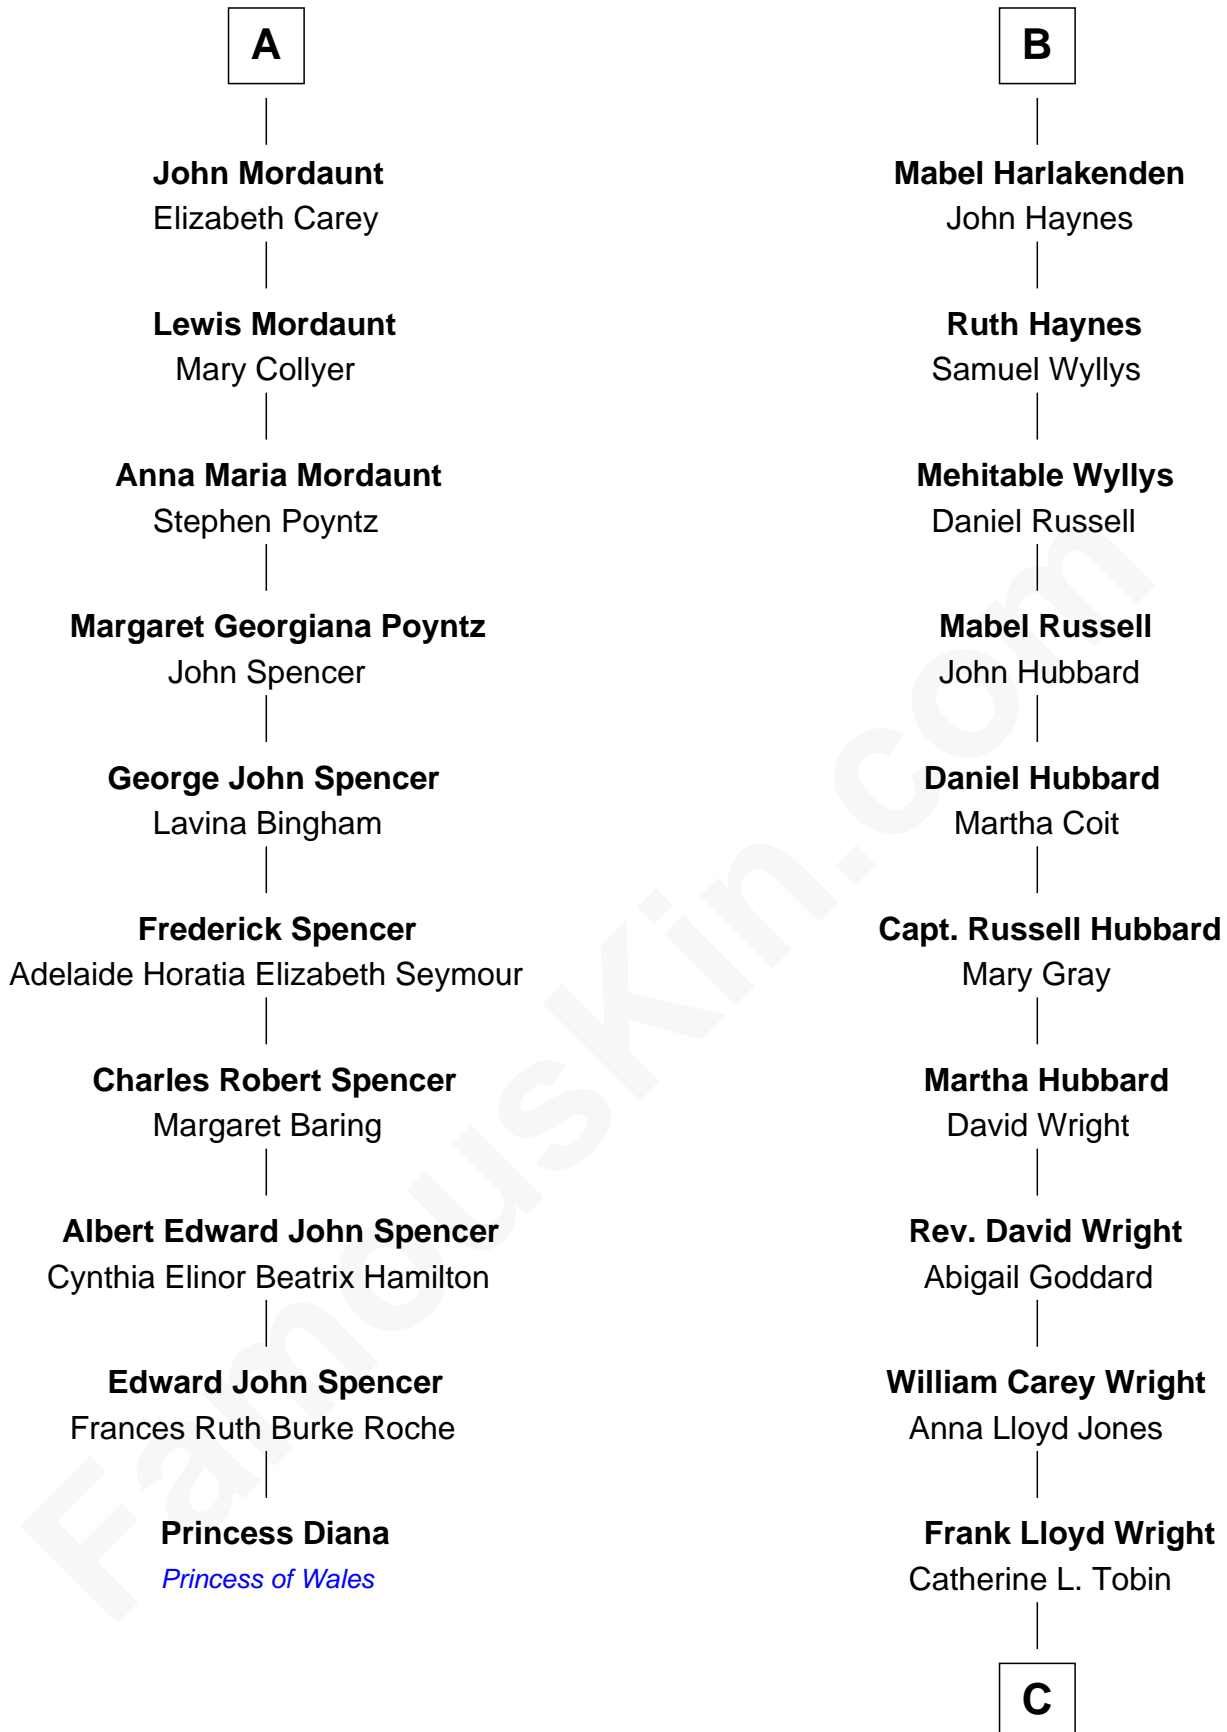 A
John Mordaunt
Elizabeth Carey
Lewis Mordaunt
Mary Collyer
Anna Maria Mordaunt
Stephen Poyntz
Margaret Georgiana Poyntz
John Spencer
George John Spencer
Lavina Bingham
Frederick Spencer
Adelaide Horatia Elizabeth Seymour
Charles Robert Spencer
Margaret Baring
Albert Edward John Spencer
Cynthia Elinor Beatrix Hamilton
Edward John Spencer
Frances Ruth Burke Roche
Princess Diana
Princess of Wales
B
Mabel Harlakenden
John Haynes
Ruth Haynes
Samuel Wyllys
Mehitable Wyllys
Daniel Russell
Mabel Russell
John Hubbard
Daniel Hubbard
Martha Coit
Capt. Russell Hubbard
Mary Gray
Martha Hubbard
David Wright
Rev. David Wright
Abigail Goddard
William Carey Wright
Anna Lloyd Jones
Frank Lloyd Wright
Catherine L. Tobin
C
FamousKin.com